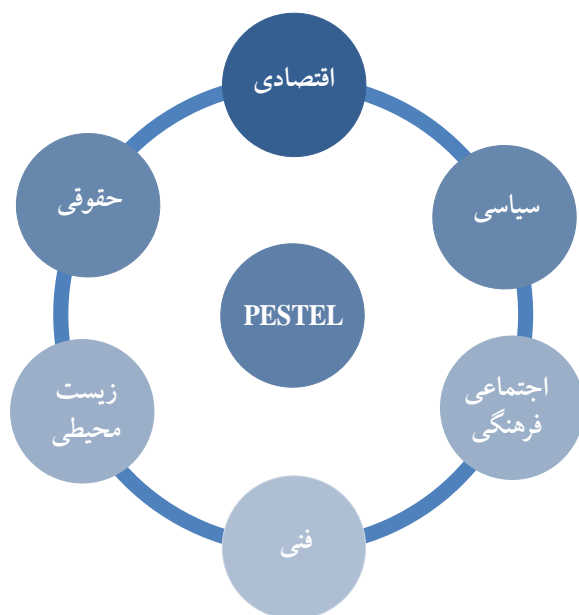 اقتصادی
سیاسی
حقوقی
PESTEL
اجتماعی
فرهنگی
زیست
محیطی
فنی